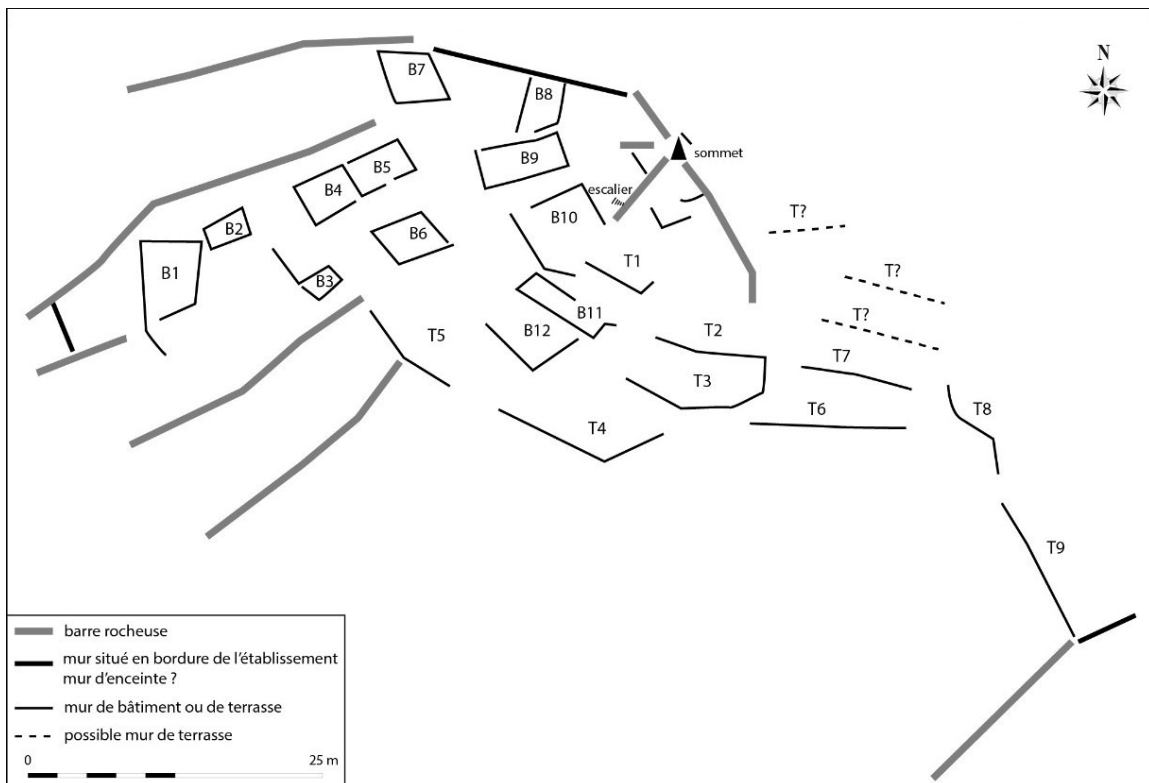 N
B7
B8
sommet
B9
B5
B4
escalier
B10
B2
B6
T?
B1
B3
T1
T?
B11
T?
B12
T5
T2
T7
T3
T6
T8
T4
T9
barre rocheuse
mur situé en bordure de l'établissement
mur d'enceinte ?
mur de bâtiment ou de terrasse
possible mur de terrasse
0 25 m